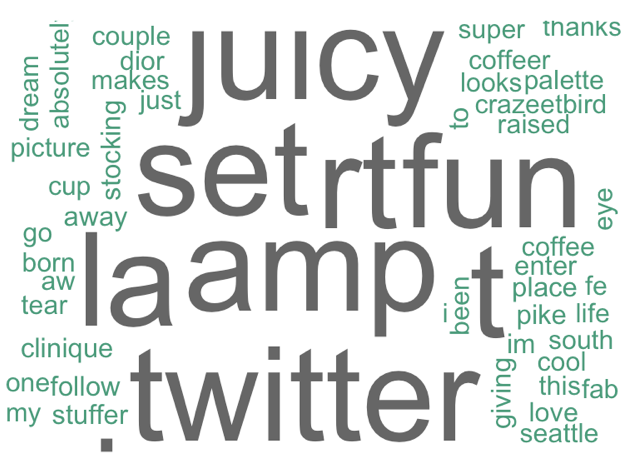 juicy
couple
super
thanks
dior
coffeer
makes
looks palette
just
crazeetbird
raised
to
dream
absolutel
stocking
picture
set rt fun
cup
away
eye
go
la amp t
born
aw
tear
coffee
enter
place fe
i
been
pike life
im south
clinique
cool
one follow
this fab
my stuffer
twitter
giving
love
seattle
.